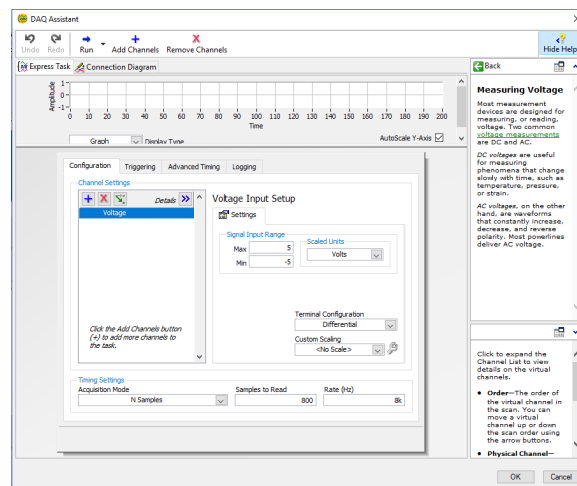 DAQ Assistant
Undo Redo Run Add Channels Remove Channels Hide Help
Express Task Connection Diagram
Back
Amplitude
1-
0-
-1-
0 10 20 30 40 50 60 70 80 90 100 110 120 130 140 150 160 170 180 190 200
Time
Graph Display Type AutoScale Y-Axis
Configuration Triggering Advanced Timing Logging
Channel Settings
Details
Voltage
Click the Add Channels button
(+) to add more channels to
the task.
Voltage Input Setup
Settings
Signal Input Range
Max 5
Min -5
Scaled Units
Volts
Terminal Configuration
Differential
Custom Scaling
<No Scale>
Timing Settings
Acquisition Mode Samples to Read Rate (Hz)
N Samples 800 8k
Measuring Voltage
Most measurement
devices are designed for
measuring, or reading,
voltage. Two common
voltage measurements
are DC and AC.
DC voltages are useful
for measuring
phenomena that change
slowly with time, such as
temperature, pressure,
or strain.
AC voltages, on the other
hand, are waveforms
that constantly increase,
decrease, and reverse
polarity. Most powerlines
deliver AC voltage.
Click to expand the
Channel List to view
details on the virtual
channels.
• Order—The order of
the virtual channel in
the scan. You can
move a virtual
channel up or down
the scan order using
the arrow buttons.
• Physical Channel—
OK Cancel